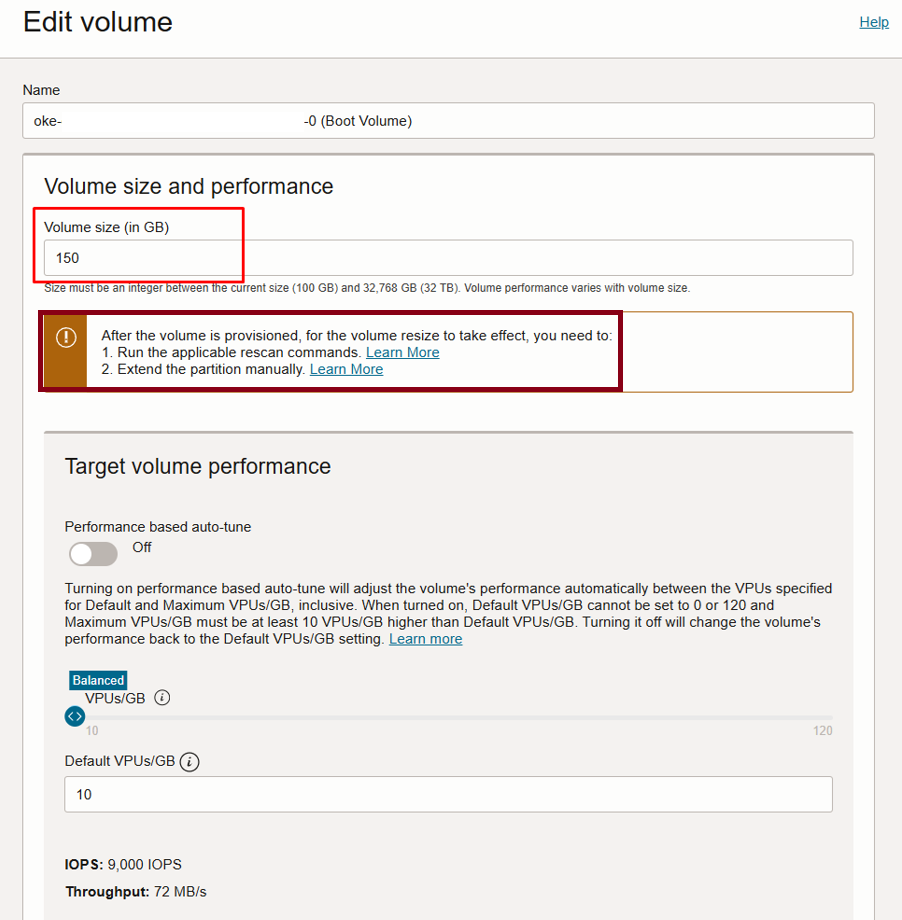 Edit volume
Help
Name
oke- -0 (Boot Volume)
Volume size and performance
Volume size (in GB)
150
Size must be an integer between the current size (100 GB) and 32,768 GB (32 TB). Volume performance varies with volume size.
After the volume is provisioned, for the volume resize to take effect, you need to:
1. Run the applicable rescan commands. Learn More
2. Extend the partition manually. Learn More
Target volume performance
Performance based auto-tune
Off
Turning on performance based auto-tune will adjust the volume's performance automatically between the VPUs specified
for Default and Maximum VPUs/GB, inclusive. When turned on, Default VPUs/GB cannot be set to 0 or 120 and
Maximum VPUs/GB must be at least 10 VPUs/GB higher than Default VPUs/GB. Turning it off will change the volume's
performance back to the Default VPUs/GB setting. Learn more
Balanced
VPUs/GB
10 120
Default VPUs/GB
10
IOPS: 9,000 IOPS
Throughput: 72 MB/s